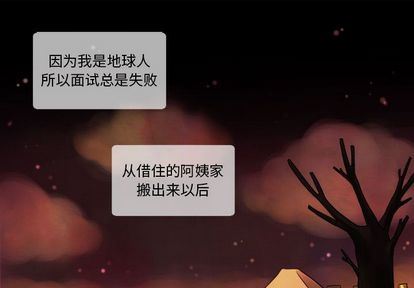 因为我是地球人
所以面试总是失败
从借住的阿姨家
搬出来以后